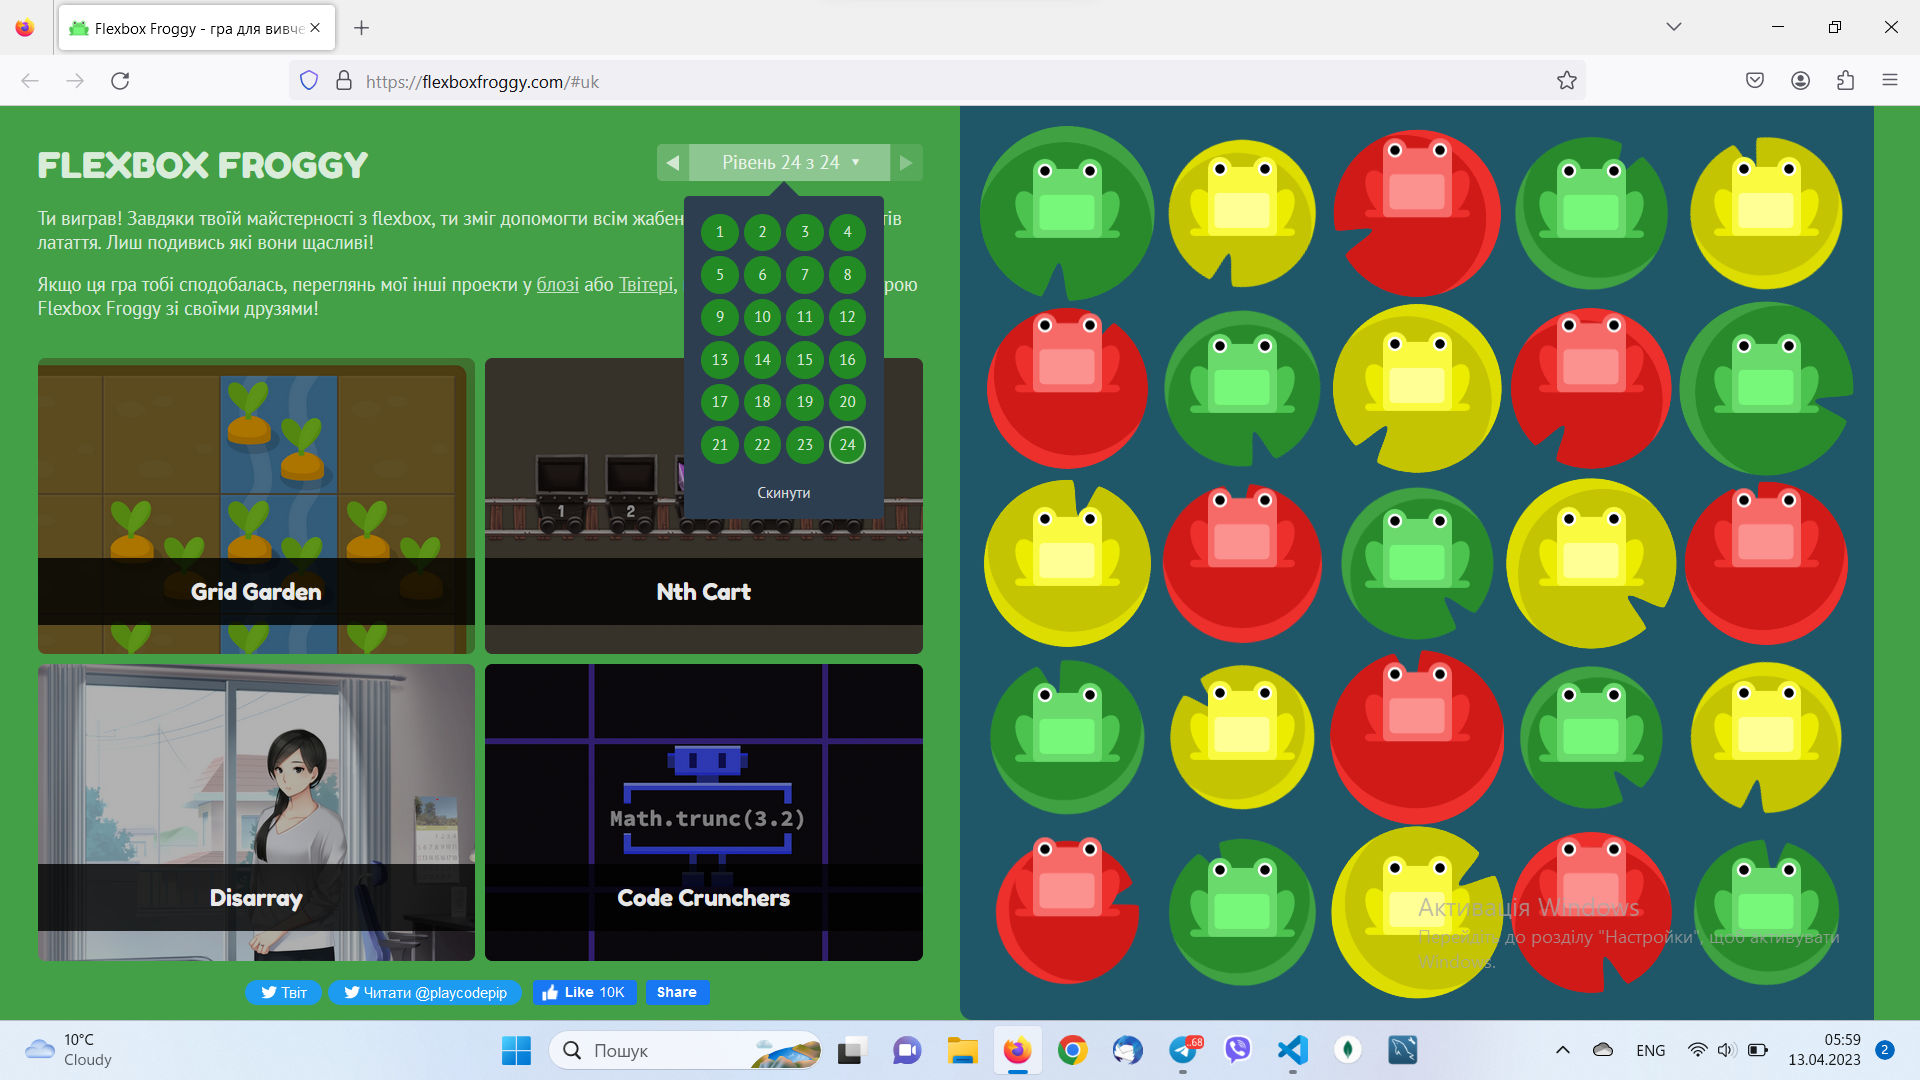 Flexbox Froggy - гра для вивче
https://flexboxfroggy.com/#uk
FLEXBOX FROGGY
Рівень 24 з 24
Ти виграв! Завдяки твоїй майстерності з flexbox, ти зміг допомогти всім жабен
тів
латаття. Лиш подивись які вони щасливі!
Якщо ця гра тобі сподобалась, переглянь мої інші проекти у блозі або Твітері,
рою
Flexbox Froggy зі своїми друзями!
1 2 3 4
5 6 7 8
9 10 11 12
13 14 15 16
17 18 19 20
21 22 23 24
Скинути
1 2
Grid Garden
Nth Cart
Math.trunc(3.2)
Disarray
Code Crunchers
Твіт
Читати @playcodepip
Like 10K
Share
Активація Windows
Перейдіть до розділу "Настройки", щоб активувати
Windows.
10°C
Cloudy
Пошук
.68
ENG
05:59
13.04.2023
2